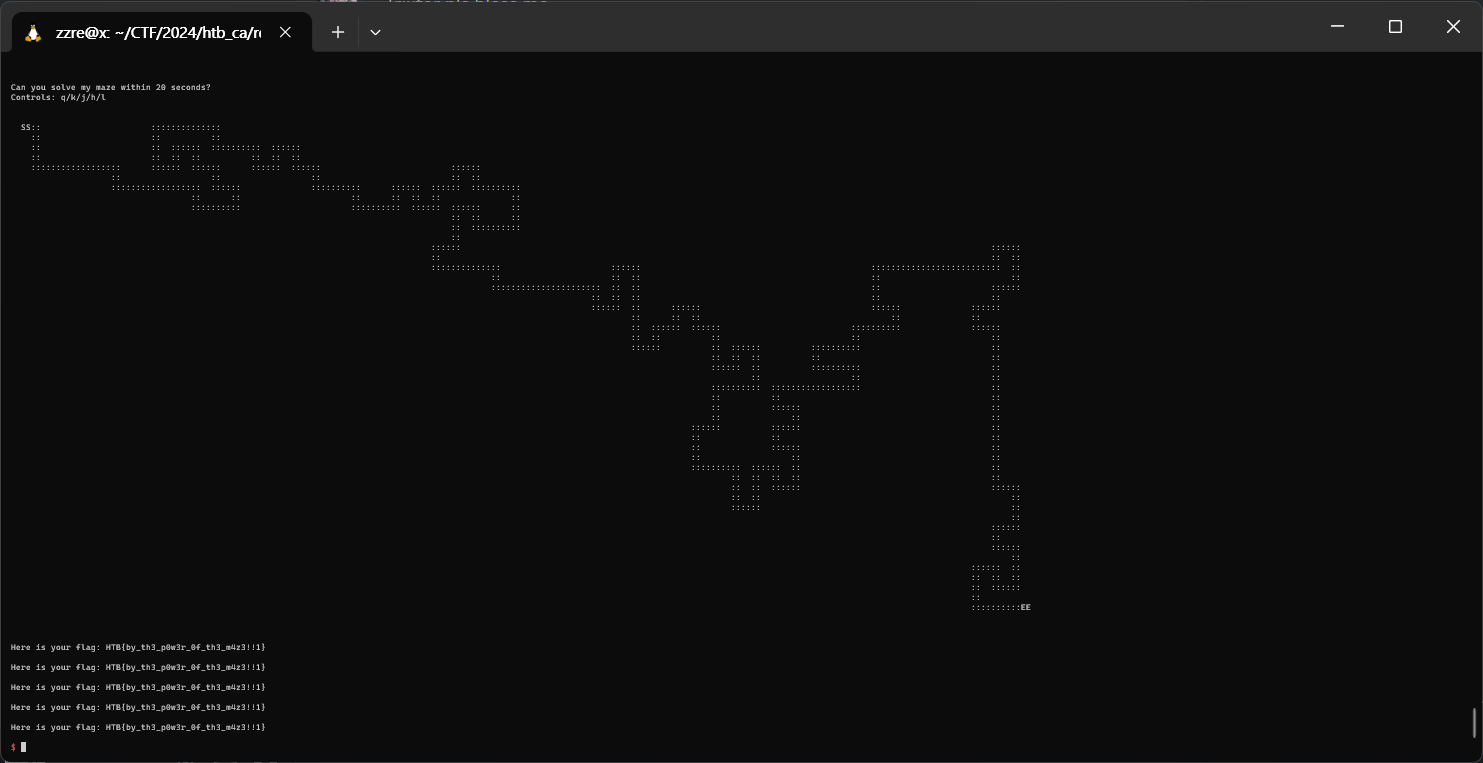 zzre@x: ~/CTF/2024/htb_ca/re
Can you solve my maze within 20 seconds?
Controls: q/k/j/h/l
SS
EE
Here is your flag: HTB{by_th3_p0w3r_0f_th3_m4z3!!1}
Here is your flag: HTB{by_th3_p0w3r_0f_th3_m4z3!!1}
Here is your flag: HTB{by_th3_p0w3r_0f_th3_m4z3!!1}
Here is your flag: HTB{by_th3_p0w3r_0f_th3_m4z3!!1}
Here is your flag: HTB{by_th3_p0w3r_0f_th3_m4z3!!1}
$